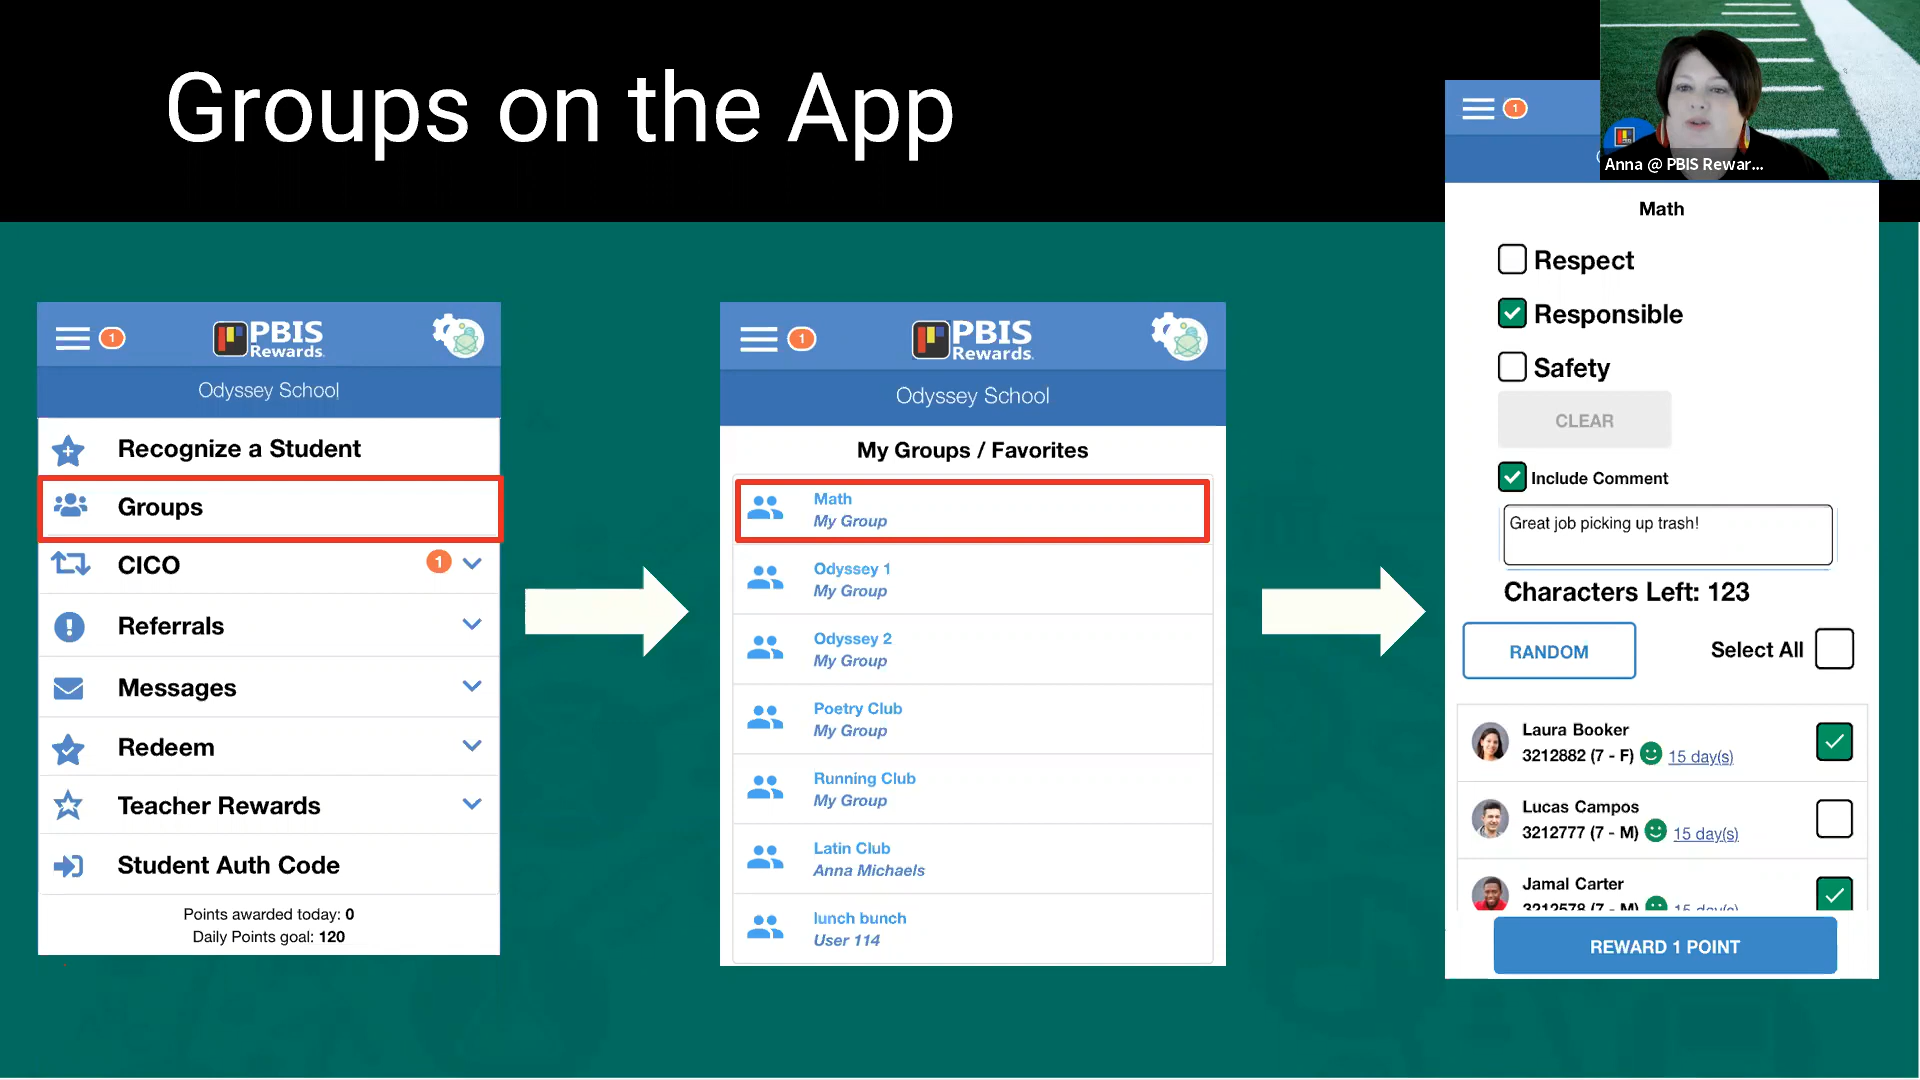 Groups on the App
Anna @ PBIS Rewar...
1
PBIS
Rewards
Odyssey School
Recognize a Student
Groups
CICO 1
Referrals
Messages
Redeem
Teacher Rewards
Student Auth Code
Points awarded today: 0
Daily Points goal: 120
1
PBIS
Rewards
Odyssey School
My Groups / Favorites
Math
My Group
Odyssey 1
My Group
Odyssey 2
My Group
Poetry Club
My Group
Running Club
My Group
Latin Club
Anna Michaels
lunch bunch
User 114
1
Math
Respect
Responsible
Safety
CLEAR
Include Comment
Great job picking up trash!
Characters Left: 123
RANDOM Select All
Laura Booker
3212882 (7 - F) 15 day(s)
Lucas Campos
3212777 (7 - M) 15 day(s)
Jamal Carter
3212578 (7 - M) 15 day(s)
REWARD 1 POINT